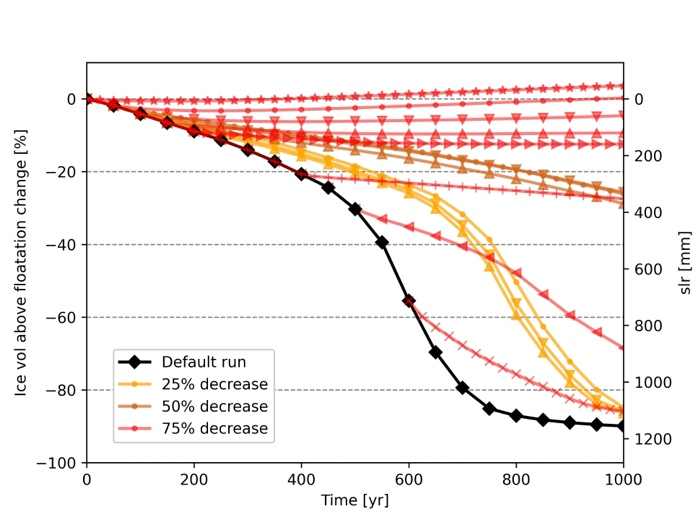 0
−20
−40
−60
−80
−100
Ice vol above floatation change [%]
0
200
400
600
800
1000
1200
slr [mm]
Default run
25% decrease
50% decrease
75% decrease
0
200
400
600
800
1000
Time [yr]